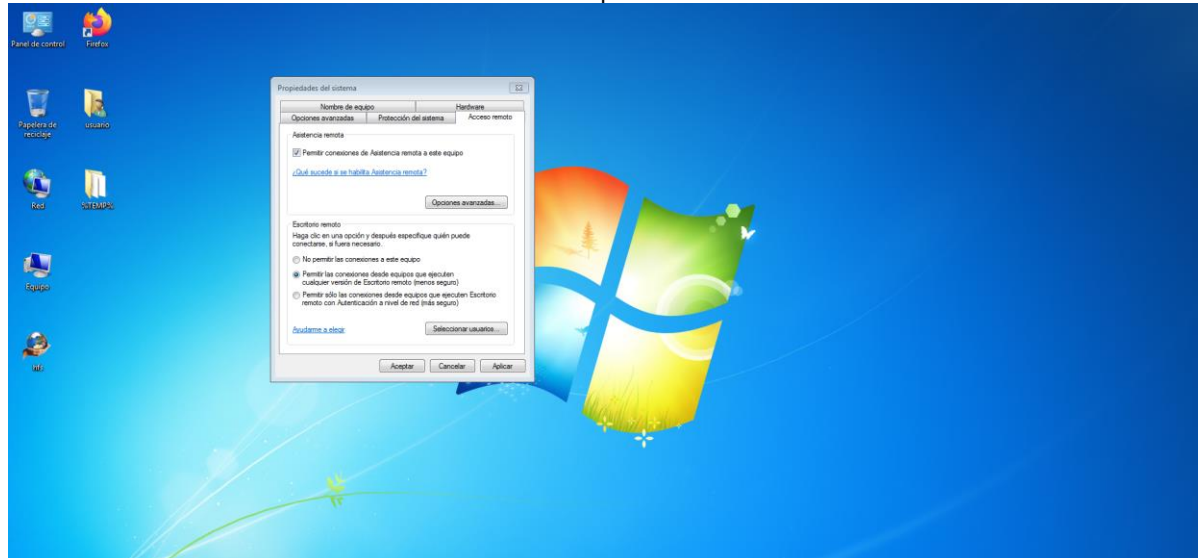 Panel de control
Firefox
Papelera de
reciclaje
usuario
Red
%TEMP%
Equipo
Info
Propiedades del sistema
Nombre de equipo
Hardware
Opciones avanzadas
Protección del sistema
Acceso remoto
Asistencia remota
Permitir conexiones de Asistencia remota a este equipo
¿Qué sucede si se habilita Asistencia remota?
Opciones avanzadas...
Escritorio remoto
Haga clic en una opción y después especifique quién puede
conectarse, si fuera necesario.
No permitir las conexiones a este equipo
Permitir las conexiones desde equipos que ejecuten
cualquier versión de Escritorio remoto (menos seguro)
Permitir sólo las conexiones desde equipos que ejecuten Escritorio
remoto con Autenticación a nivel de red (más seguro)
Ayudarme a elegir
Seleccionar usuarios...
Aceptar
Cancelar
Aplicar